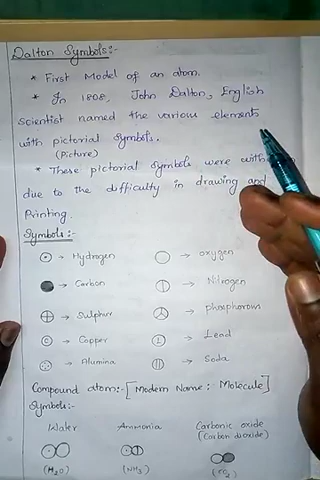 Dalton Symbols:-
* First Model of an atom.
* In 1808, John Dalton, English
scientist named the various elements
with pictorial symbols.
(Picture)
* These pictorial symbols were with
due to the difficulty in drawing and
Printing.
Symbols:-
→ Hydrogen → oxygen
→ Carbon → Nitrogen
→ Sulphur → phosphorous
C → Copper L → Lead
→ Alumina → Soda
Compound atom:- [Modern Name: Molecule]
Symbols:-
Water Ammonia Carbonic oxide
(Carbon dioxide)
(H2O) (NH3) (CO2)